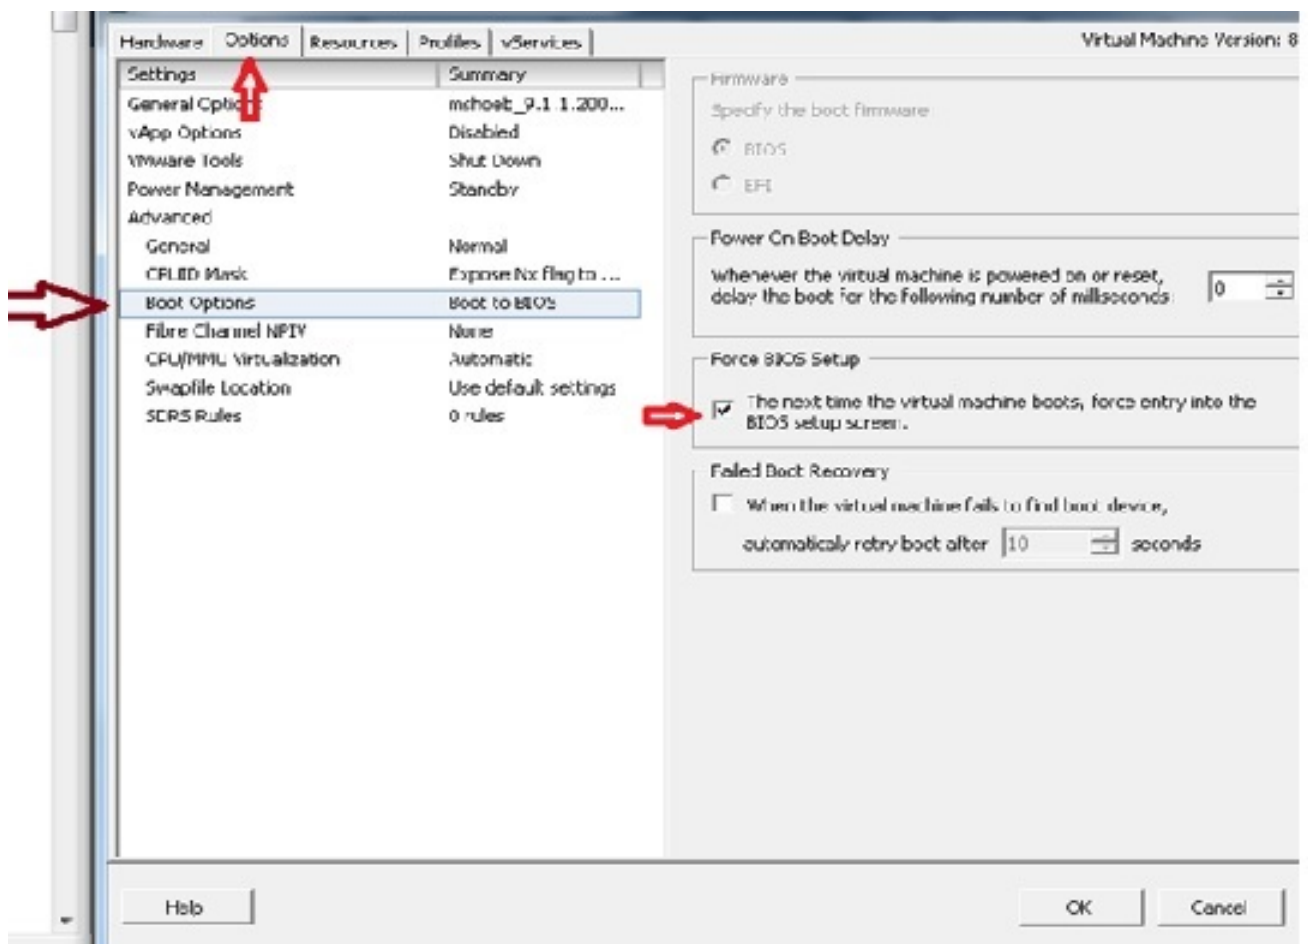 Hardware Options Resources Profiles vServices Virtual Machine Version: 8
Settings Summary
General Options mchoeb_9.1.1.200...
vApp Options Disabled
VMware Tools Shut Down
Power Management Standby
Advanced
General Normal
CPUID Mask Expose Nx flag to ...
Boot Options Boot to BIOS
Fibre Channel NPIV None
CPU/MMU Virtualization Automatic
Swapfile Location Use default settings
SDRS Rules 0 rules
Firmware
Specify the boot firmware:
BIOS
EFI
Power On Boot Delay
Whenever the virtual machine is powered on or reset,
delay the boot for the following number of milliseconds: 0
Force BIOS Setup
The next time the virtual machine boots, force entry into the
BIOS setup screen.
Failed Boot Recovery
When the virtual machine fails to find boot device,
automaticaly retry boot after 10 seconds
Help OK Cancel